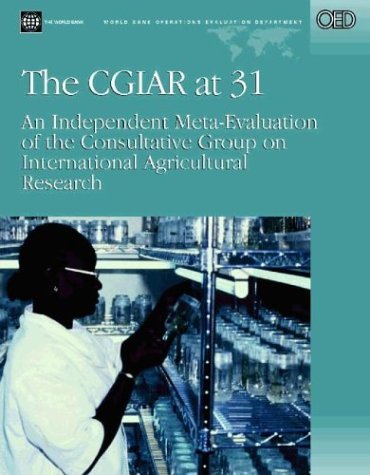 THE WORLD BANK
WORLD BANK OPERATIONS EVALUATION DEPARTMENT
OED
The CGIAR at 31
An Independent Meta-Evaluation
of the Consultative Group on
International Agricultural
Research